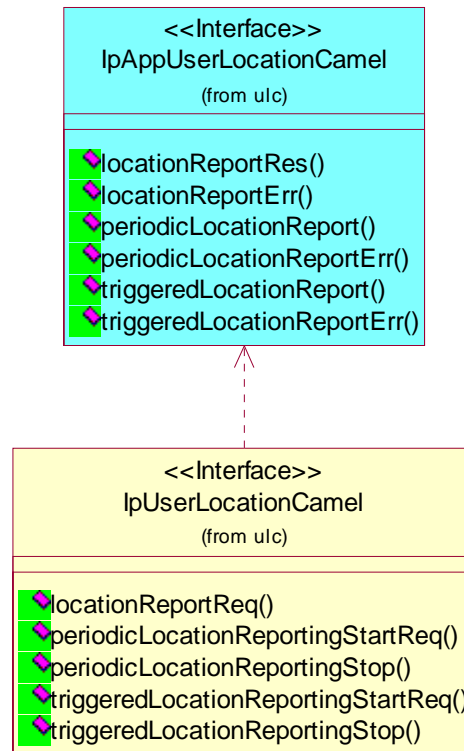 <<Interface>>
IpAppUserLocationCamel
(from ulc)
locationReportRes()
locationReportErr()
periodicLocationReport()
periodicLocationReportErr()
triggeredLocationReport()
triggeredLocationReportErr()
<<Interface>>
IpUserLocationCamel
(from ulc)
locationReportReq()
periodicLocationReportingStartReq()
periodicLocationReportingStop()
triggeredLocationReportingStartReq()
triggeredLocationReportingStop()